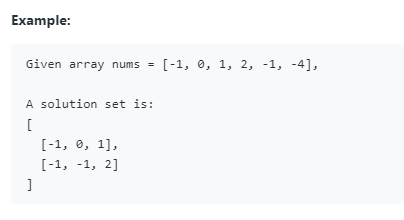 Example:
Given array nums = [-1, 0, 1, 2, -1, -4],
A solution set is:
[
[-1, 0, 1],
[-1, -1, 2]
]